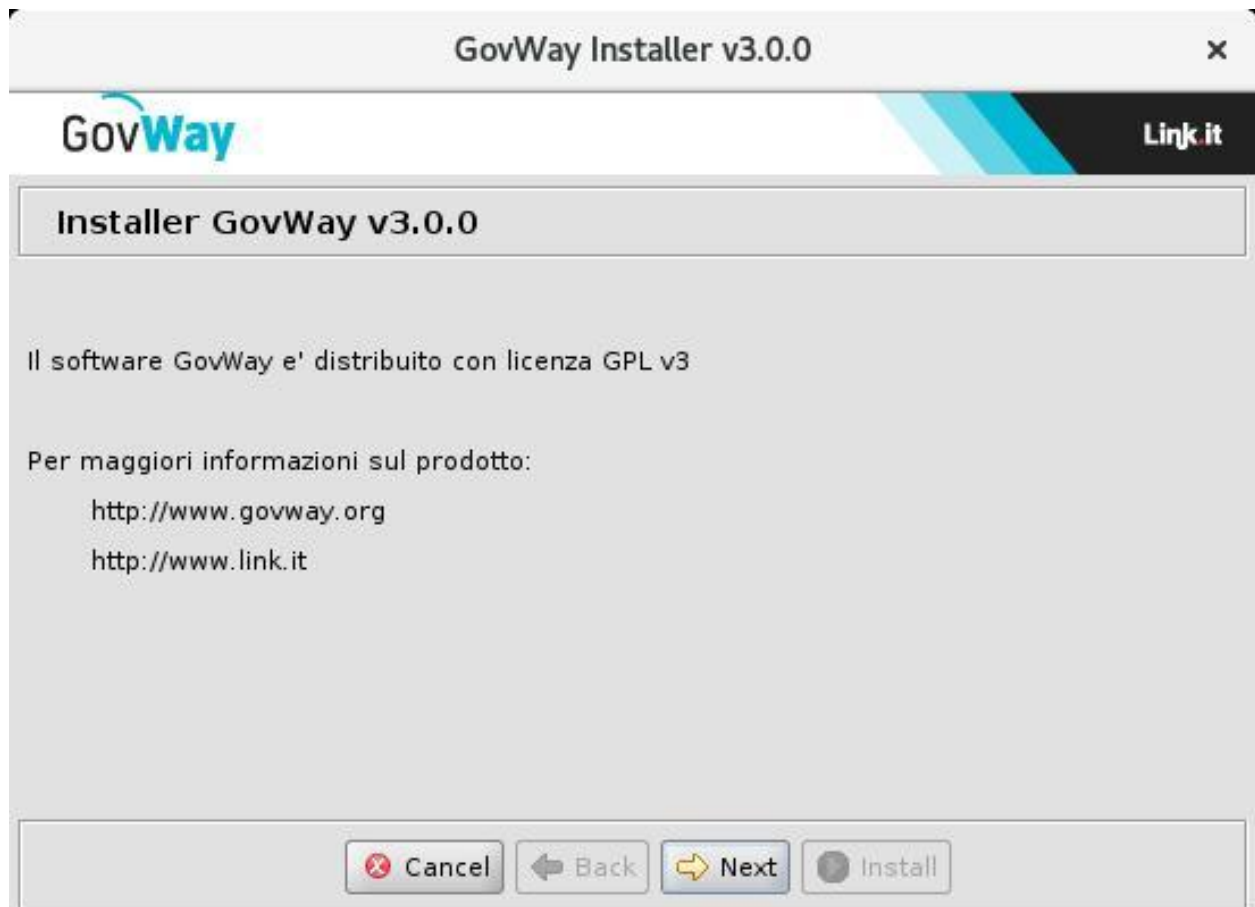 GovWay Installer v3.0.0
GovWay
Link.it
Installer GovWay v3.0.0
Il software GovWay e' distribuito con licenza GPL v3
Per maggiori informazioni sul prodotto:
http://www.govway.org
http://www.link.it
Cancel Back Next Install